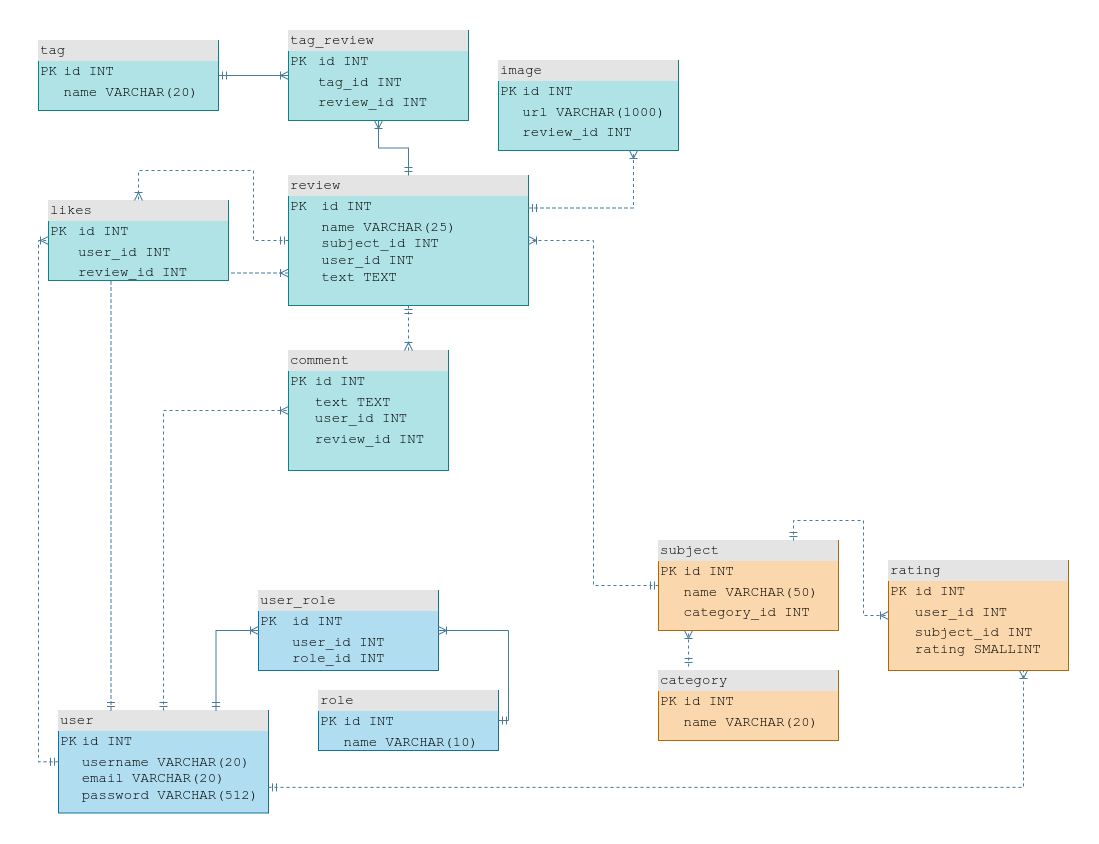 tag
PK id INT
name VARCHAR(20)
tag_review
PK id INT
tag_id INT
review_id INT
image
PK id INT
url VARCHAR(1000)
review_id INT
likes
PK id INT
user_id INT
review_id INT
review
PK id INT
name VARCHAR(25)
subject_id INT
user_id INT
text TEXT
comment
PK id INT
text TEXT
user_id INT
review_id INT
subject
PK id INT
name VARCHAR(50)
category_id INT
rating
PK id INT
user_id INT
subject_id INT
rating SMALLINT
user_role
PK id INT
user_id INT
role_id INT
category
PK id INT
name VARCHAR(20)
role
PK id INT
name VARCHAR(10)
user
PK id INT
username VARCHAR(20)
email VARCHAR(20)
password VARCHAR(512)